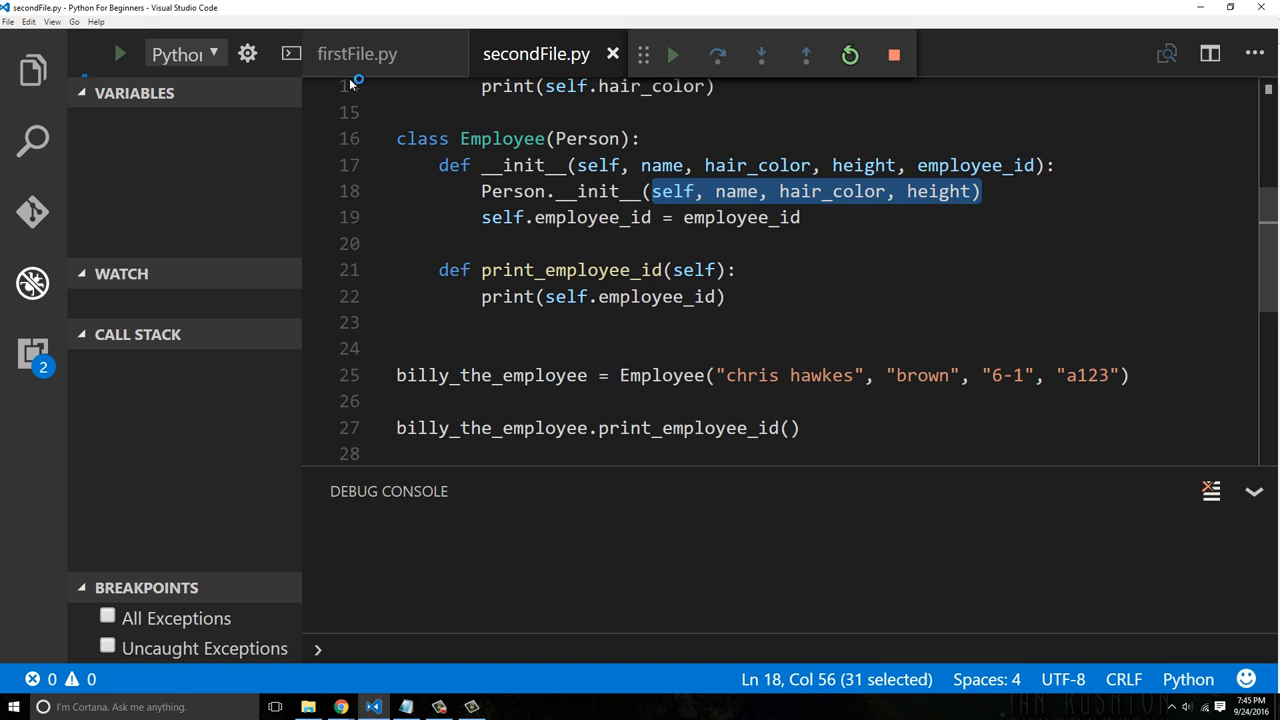 secondFile.py - Python For Beginners - Visual Studio Code
File Edit View Go Help
Python
firstFile.py
secondFile.py
VARIABLES
WATCH
CALL STACK
BREAKPOINTS
All Exceptions
Uncaught Exceptions
2
print(self.hair_color)
15
16 class Employee(Person):
17 def __init__(self, name, hair_color, height, employee_id):
18 Person.__init__(self, name, hair_color, height)
19 self.employee_id = employee_id
20
21 def print_employee_id(self):
22 print(self.employee_id)
23
24
25 billy_the_employee = Employee("chris hawkes", "brown", "6-1", "a123")
26
27 billy_the_employee.print_employee_id()
28
DEBUG CONSOLE
0 0
Ln 18, Col 56 (31 selected) Spaces: 4 UTF-8 CRLF Python
I'm Cortana. Ask me anything.
7:45 PM
9/24/2016